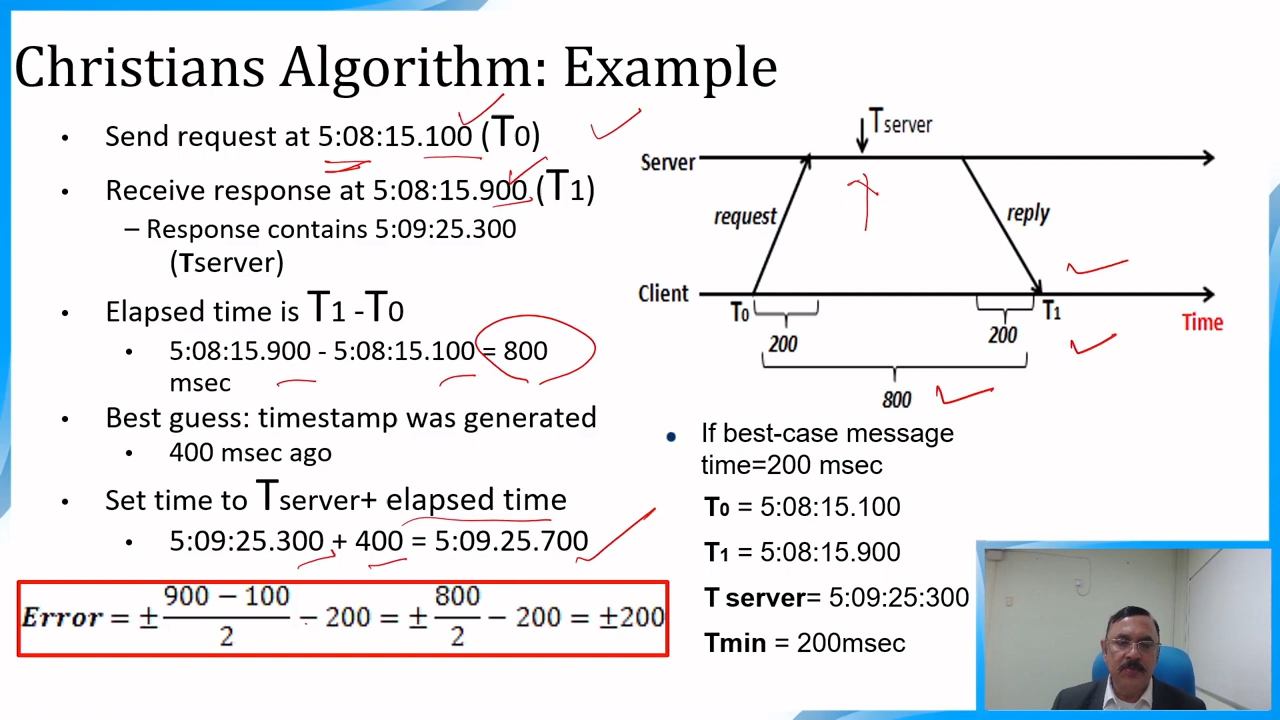 Christians Algorithm: Example
• Send request at 5:08:15.100 (T0)
• Receive response at 5:08:15.900 (T1)
– Response contains 5:09:25.300
(Tserver)
• Elapsed time is T1 -T0
• 5:08:15.900 - 5:08:15.100 = 800
msec
• Best guess: timestamp was generated
• 400 msec ago
• Set time to Tserver+ elapsed time
• 5:09:25.300 + 400 = 5:09.25.700
Error = ± (900 − 100)/2 − 200 = ± 800/2 − 200 = ±200
Tserver
Server
request
reply
Client
T0
T1
Time
200
200
800
• If best-case message
time=200 msec
T0 = 5:08:15.100
T1 = 5:08:15.900
T server= 5:09:25:300
Tmin = 200msec